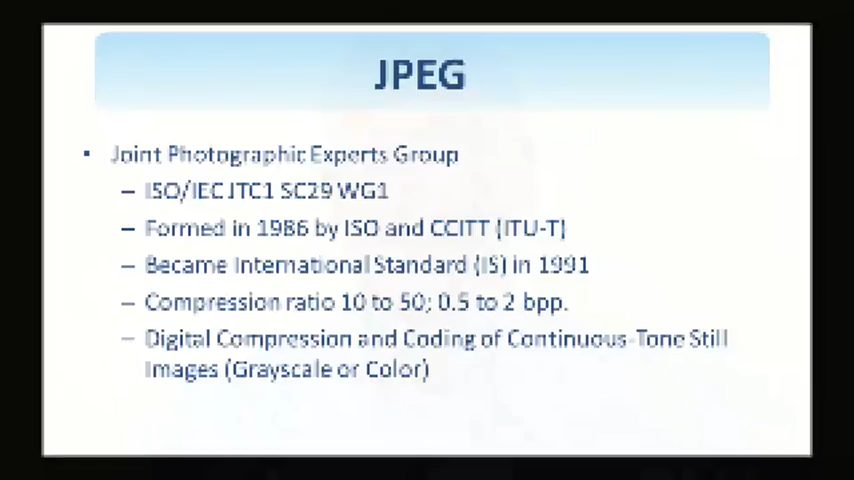 JPEG
• Joint Photographic Experts Group
– ISO/IEC JTC1 SC29 WG1
– Formed in 1986 by ISO and CCITT (ITU-T)
– Became International Standard (IS) in 1991
– Compression ratio 10 to 50; 0.5 to 2 bpp.
– Digital Compression and Coding of Continuous-Tone Still
Images (Grayscale or Color)